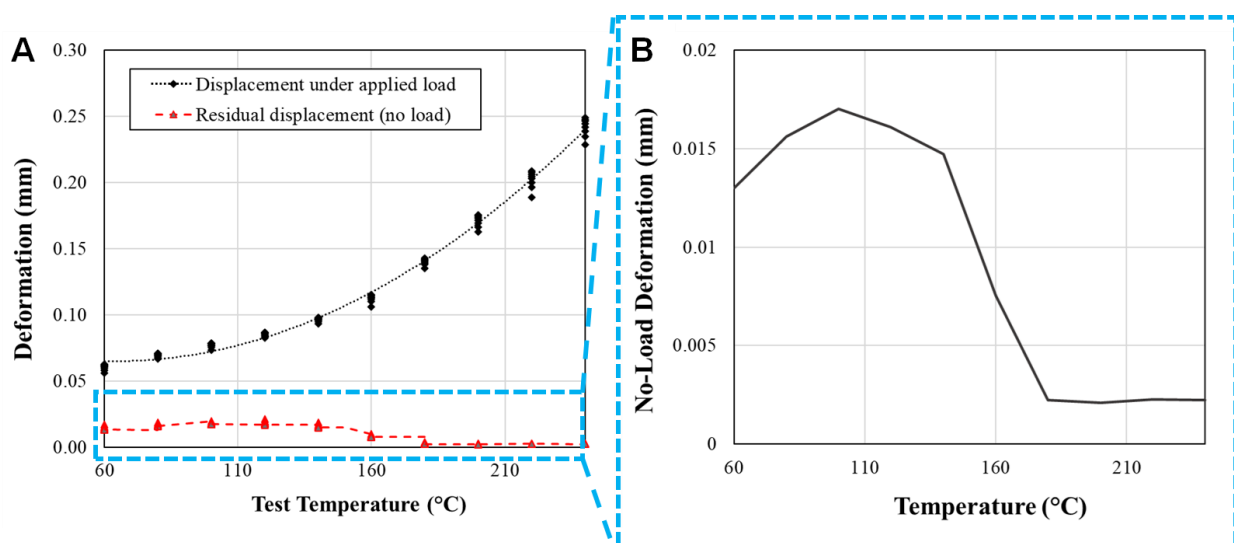 A
B
0.30
0.25
0.20
0.15
0.10
0.05
0.00
Deformation (mm)
Displacement under applied load
Residual displacement (no load)
60
110
160
210
Test Temperature (°C)
0.02
0.015
0.01
0.005
0
No-Load Deformation (mm)
60
110
160
210
Temperature (°C)